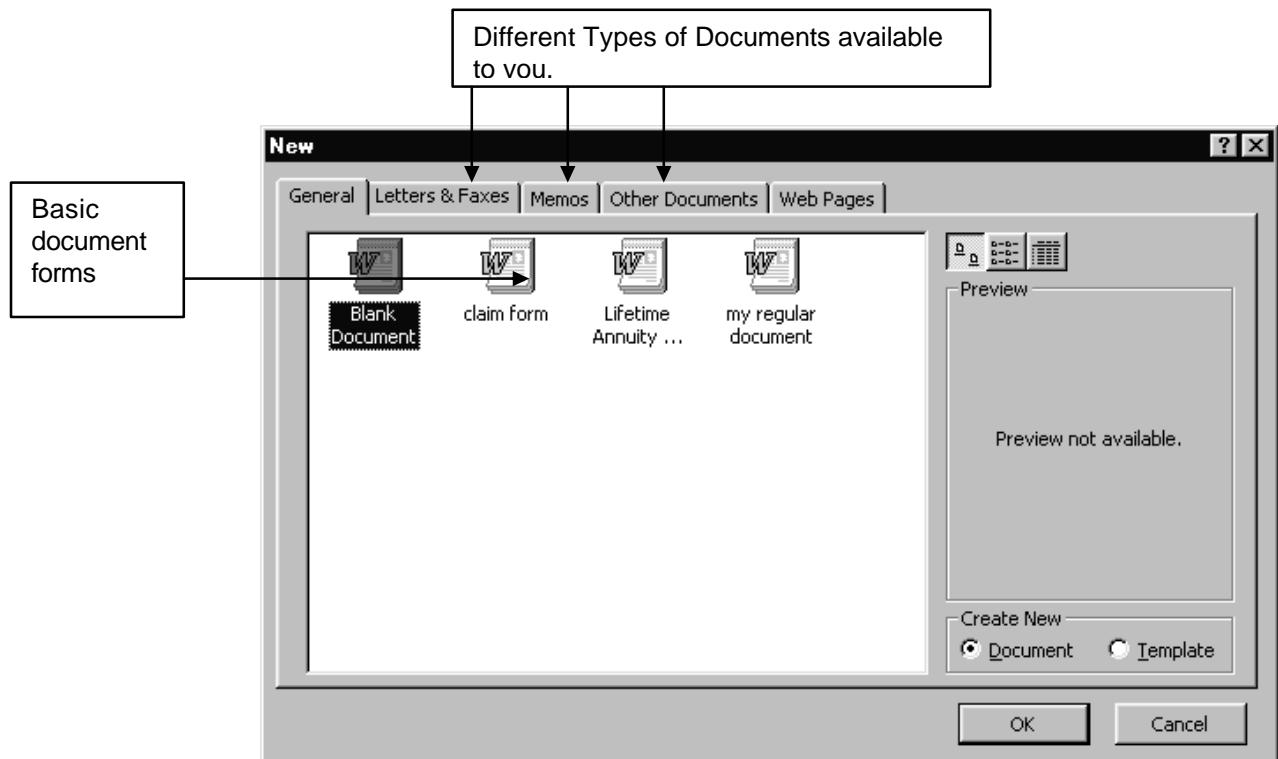 Different Types of Documents available
to vou.
New
General Letters & Faxes Memos Other Documents Web Pages
Basic
document
forms
Blank
Document
claim form
Lifetime
Annuity ...
my regular
document
Preview
Preview not available.
Create New
Document Template
OK Cancel